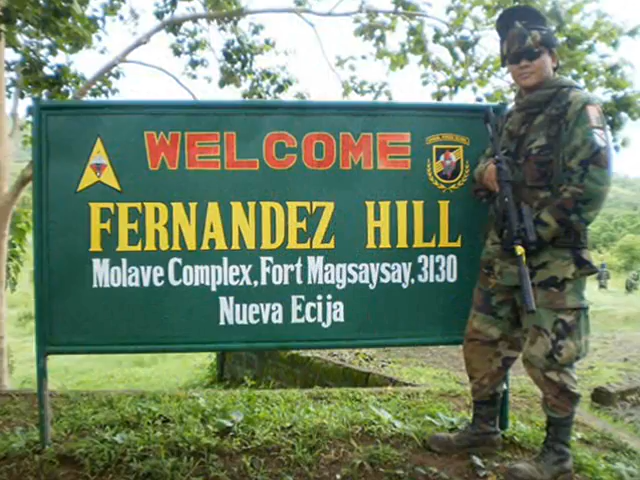 WELCOME
FERNANDEZ HILL
Molave Complex, Fort Magsaysay, 3130
Nueva Ecija